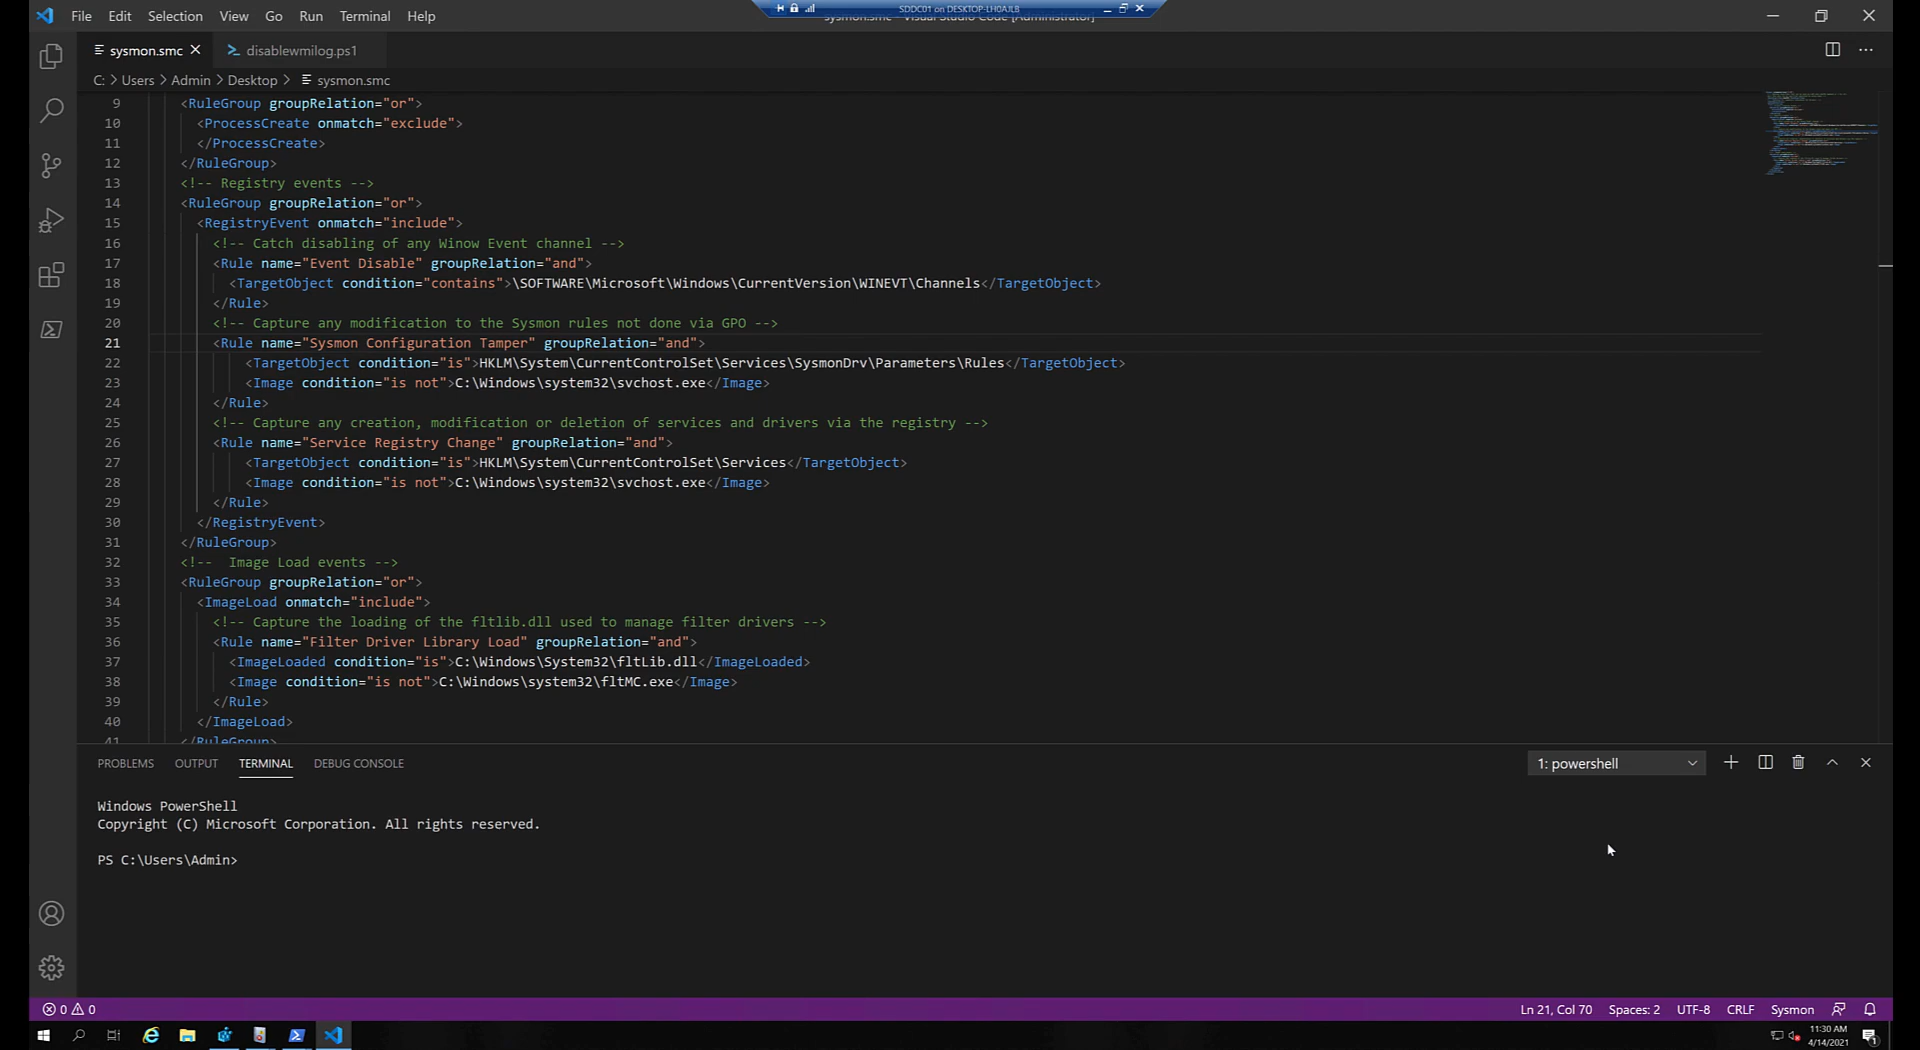 File Edit Selection View Go Run Terminal Help
SDDC01 on DESKTOP-LH0AJLB
sysmon.smc - Visual Studio Code [Administrator]
sysmon.smc disablewmilog.ps1
C: > Users > Admin > Desktop > sysmon.smc
9 <RuleGroup groupRelation="or">
10 <ProcessCreate onmatch="exclude">
11 </ProcessCreate>
12 </RuleGroup>
13 <!-- Registry events -->
14 <RuleGroup groupRelation="or">
15 <RegistryEvent onmatch="include">
16 <!-- Catch disabling of any Winow Event channel -->
17 <Rule name="Event Disable" groupRelation="and">
18 <TargetObject condition="contains">\SOFTWARE\Microsoft\Windows\CurrentVersion\WINEVT\Channels</TargetObject>
19 </Rule>
20 <!-- Capture any modification to the Sysmon rules not done via GPO -->
21 <Rule name="Sysmon Configuration Tamper" groupRelation="and">
22 <TargetObject condition="is">HKLM\System\CurrentControlSet\Services\SysmonDrv\Parameters\Rules</TargetObject>
23 <Image condition="is not">C:\Windows\system32\svchost.exe</Image>
24 </Rule>
25 <!-- Capture any creation, modification or deletion of services and drivers via the registry -->
26 <Rule name="Service Registry Change" groupRelation="and">
27 <TargetObject condition="is">HKLM\System\CurrentControlSet\Services</TargetObject>
28 <Image condition="is not">C:\Windows\system32\svchost.exe</Image>
29 </Rule>
30 </RegistryEvent>
31 </RuleGroup>
32 <!--  Image Load events -->
33 <RuleGroup groupRelation="or">
34 <ImageLoad onmatch="include">
35 <!-- Capture the loading of the fltlib.dll used to manage filter drivers -->
36 <Rule name="Filter Driver Library Load" groupRelation="and">
37 <ImageLoaded condition="is">C:\Windows\System32\fltLib.dll</ImageLoaded>
38 <Image condition="is not">C:\Windows\system32\fltMC.exe</Image>
39 </Rule>
40 </ImageLoad>
41 </RuleGroup>
PROBLEMS OUTPUT TERMINAL DEBUG CONSOLE 1: powershell
Windows PowerShell
Copyright (C) Microsoft Corporation. All rights reserved.
PS C:\Users\Admin>
0 0 Ln 21, Col 70 Spaces: 2 UTF-8 CRLF Sysmon
11:30 AM
4/14/2021
1